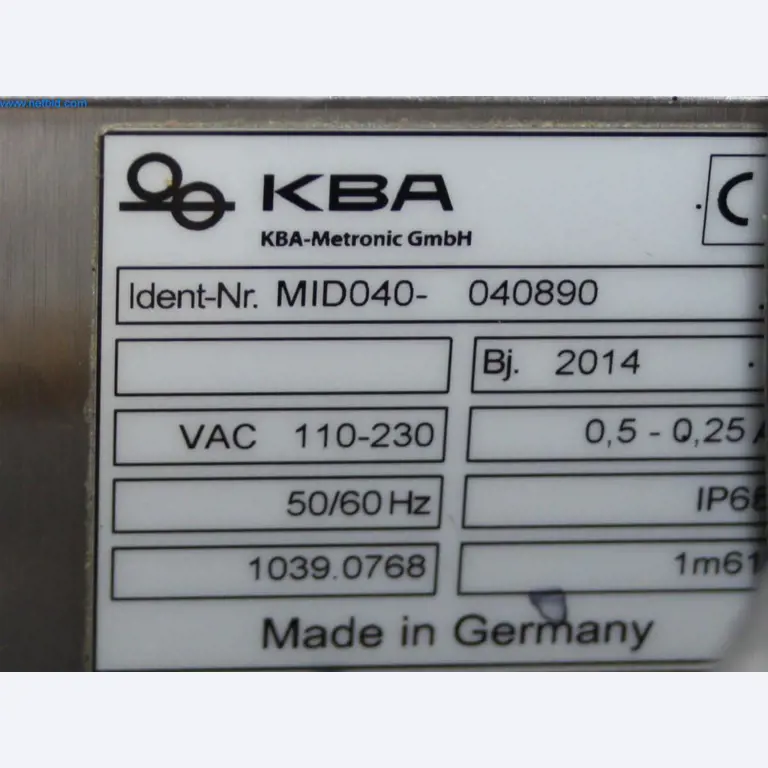 www.netbid.com
KBA
KBA-Metronic GmbH
Ident-Nr. MID040- 040890
Bj. 2014
VAC 110-230
0,5 - 0,25 A
50/60 Hz
1039.0768
Made in Germany